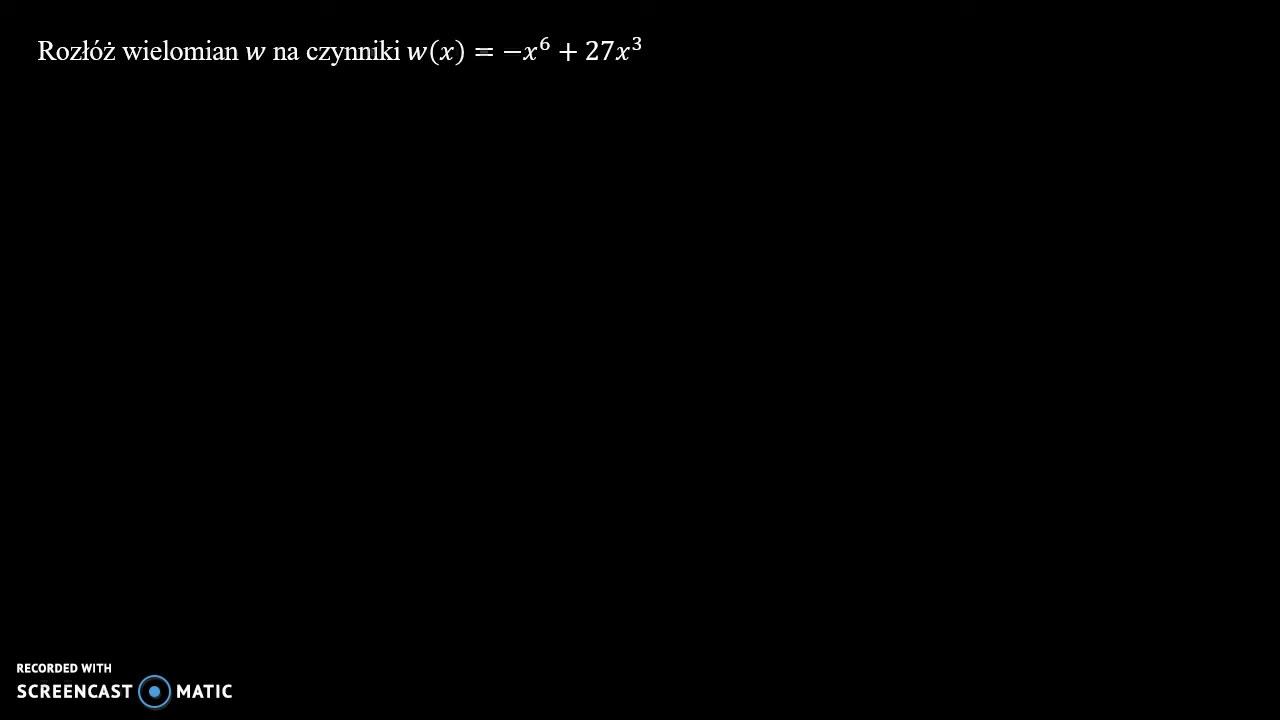 Rozłóż wielomian w na czynniki w(x) = −x⁶ + 27x³
RECORDED WITH
SCREENCAST MATIC